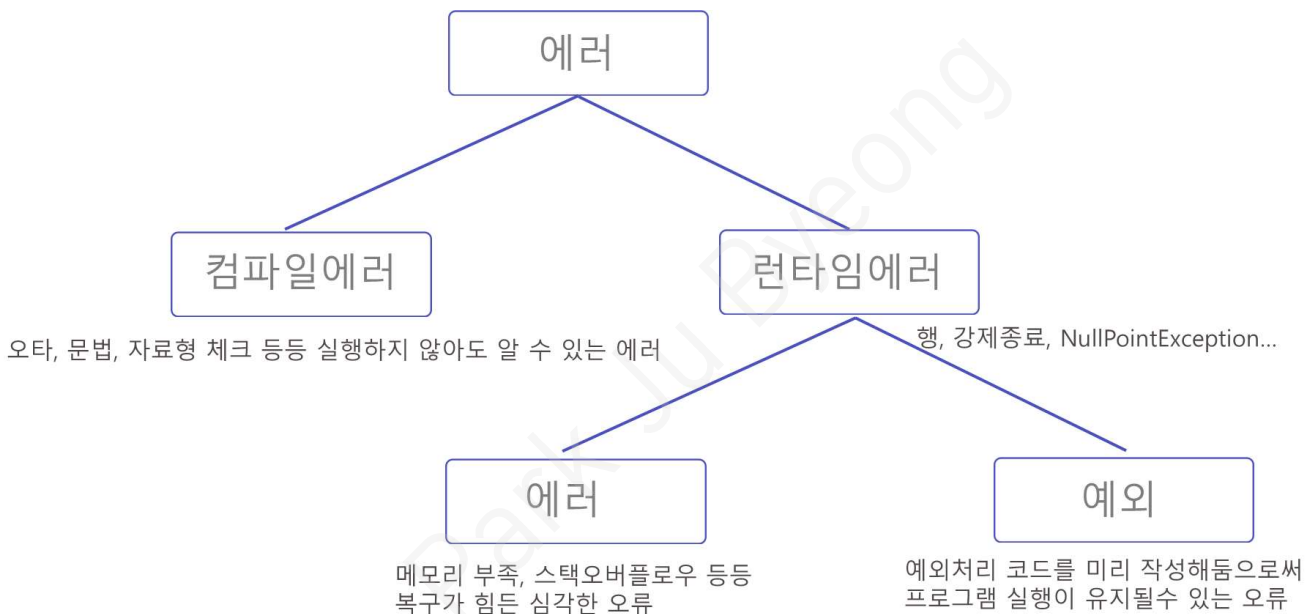 에러
컴파일에러
런타임에러
오타, 문법, 자료형 체크 등등 실행하지 않아도 알 수 있는 에러
행, 강제종료, NullPointException...
에러
예외
메모리 부족, 스택오버플로우 등등
복구가 힘든 심각한 오류
예외처리 코드를 미리 작성해둠으로써
프로그램 실행이 유지될수 있는 오류
Park Ju Byeong